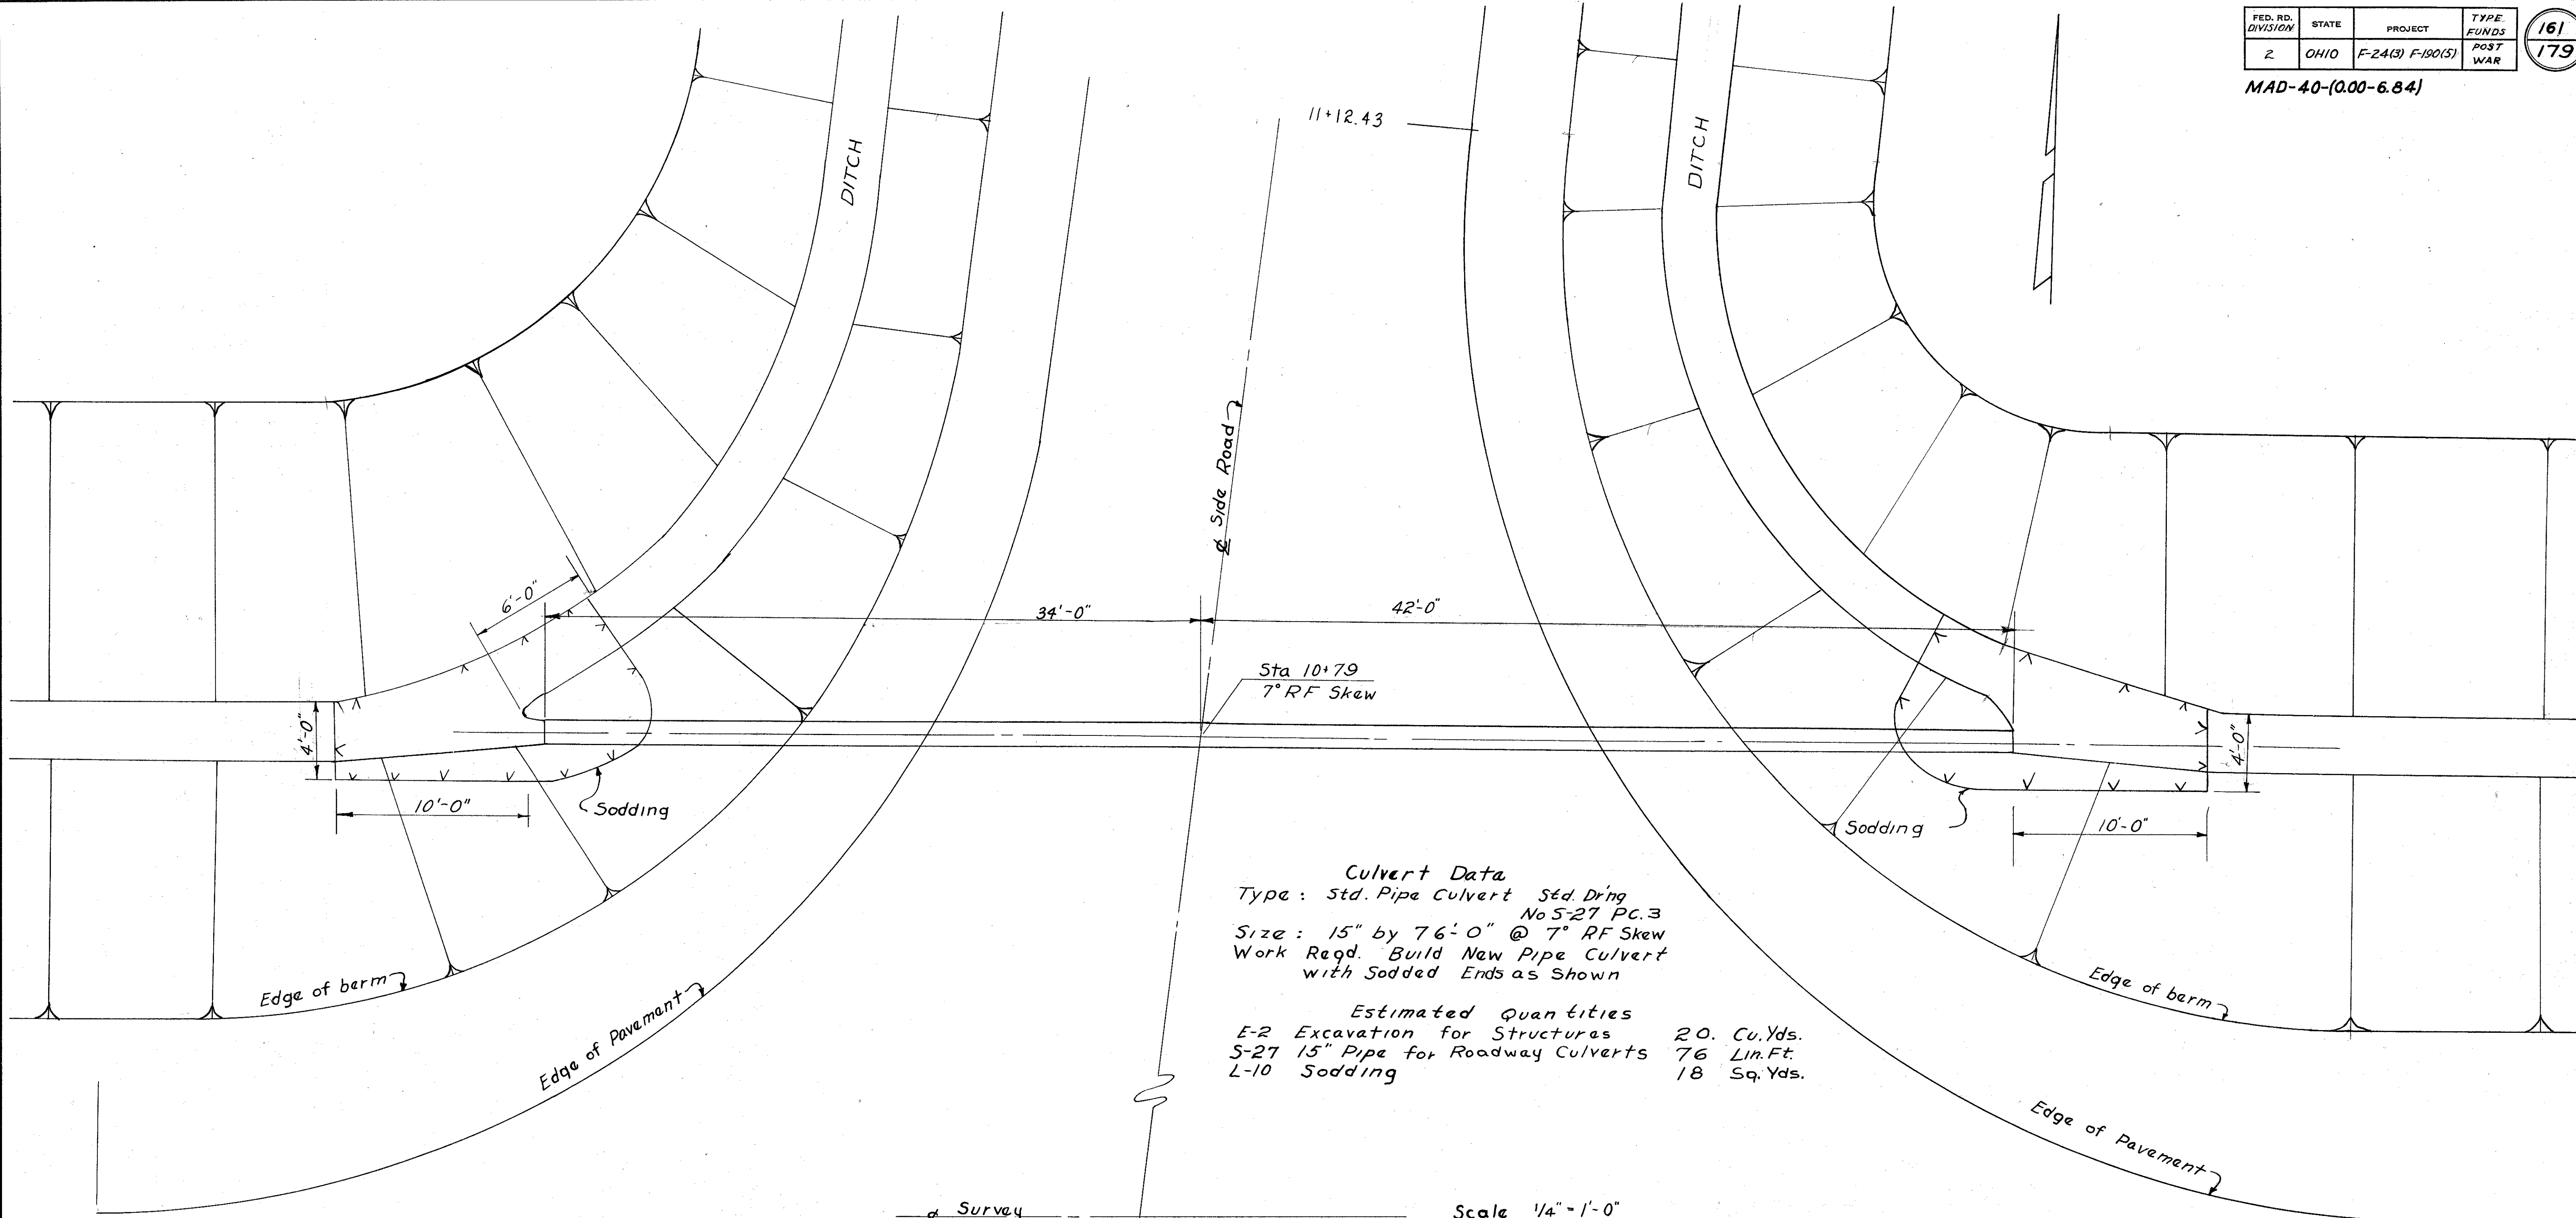 FED. RD. DIVISION STATE PROJECT TYPE FUNDS
2 OHIO F-24(3) F-190(5) POST WAR
161
179
MAD-40-(0.00-6.84)
11+12.43
DITCH
DITCH
℄ Side Road
6'-0"
34'-0"
42'-0"
Sta 10+79
7° RF Skew
4'-0"
4'-0"
10'-0"
Sodding
Sodding
10'-0"
Culvert Data
Type : Std. Pipe Culvert Std. Dr'ng
No S-27 PC.3
Size : 15" by 76'-0" @ 7° RF Skew
Work Reqd. Build New Pipe Culvert
with Sodded Ends as Shown
Edge of berm
Edge of Pavement
Edge of berm
Estimated Quantities
E-2 Excavation for Structures 20. Cu.Yds.
S-27 15" Pipe for Roadway Culverts 76 Lin.Ft.
L-10 Sodding 18 Sq.Yds.
Edge of Pavement
℄ Survey
Scale 1/4" = 1'-0"